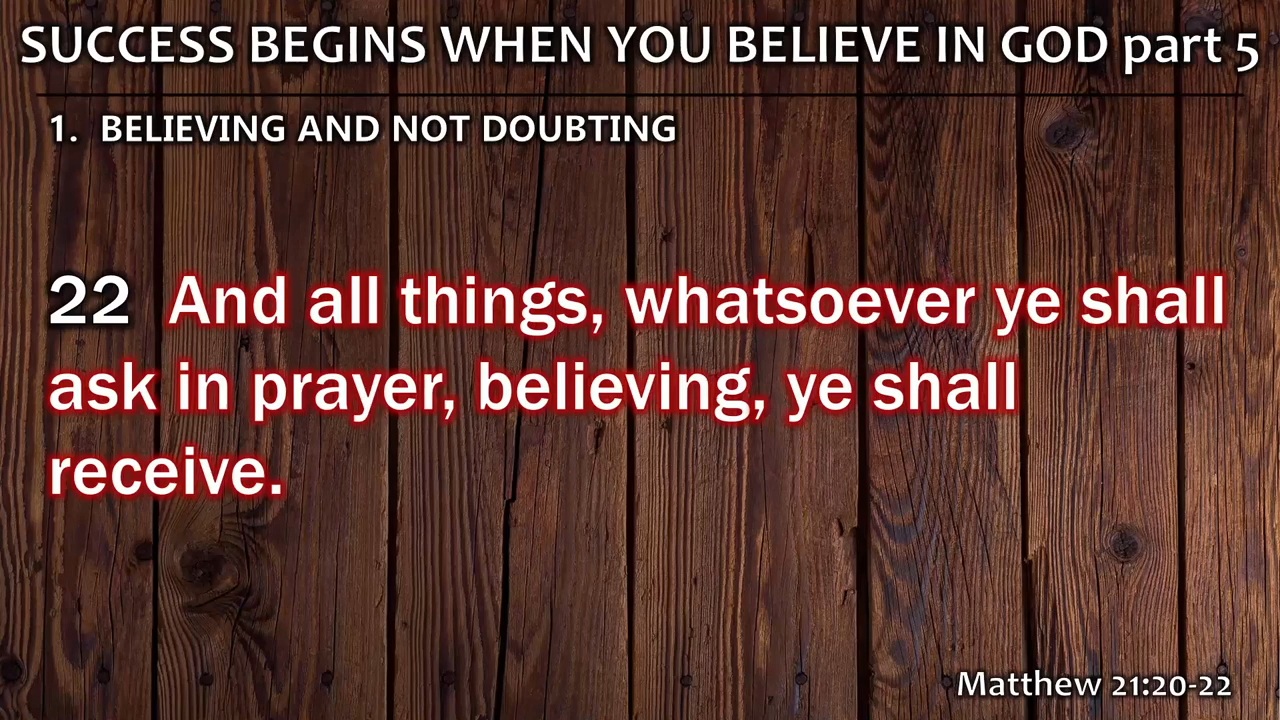 SUCCESS BEGINS WHEN YOU BELIEVE IN GOD part 5
1. BELIEVING AND NOT DOUBTING
22 And all things, whatsoever ye shall
ask in prayer, believing, ye shall
receive.
Matthew 21:20-22